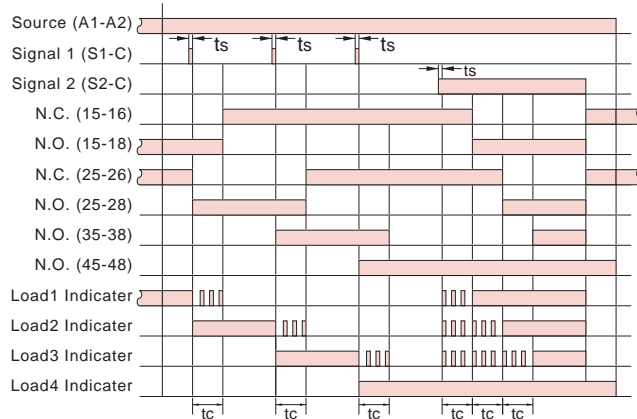 Source (A1-A2)
Signal 1 (S1-C)
ts
ts
ts
Signal 2 (S2-C)
ts
N.C. (15-16)
N.O. (15-18)
N.C. (25-26)
N.O. (25-28)
N.O. (35-38)
N.O. (45-48)
Load1 Indicater
Load2 Indicater
Load3 Indicater
Load4 Indicater
tc
tc
tc
tc
tc
tc